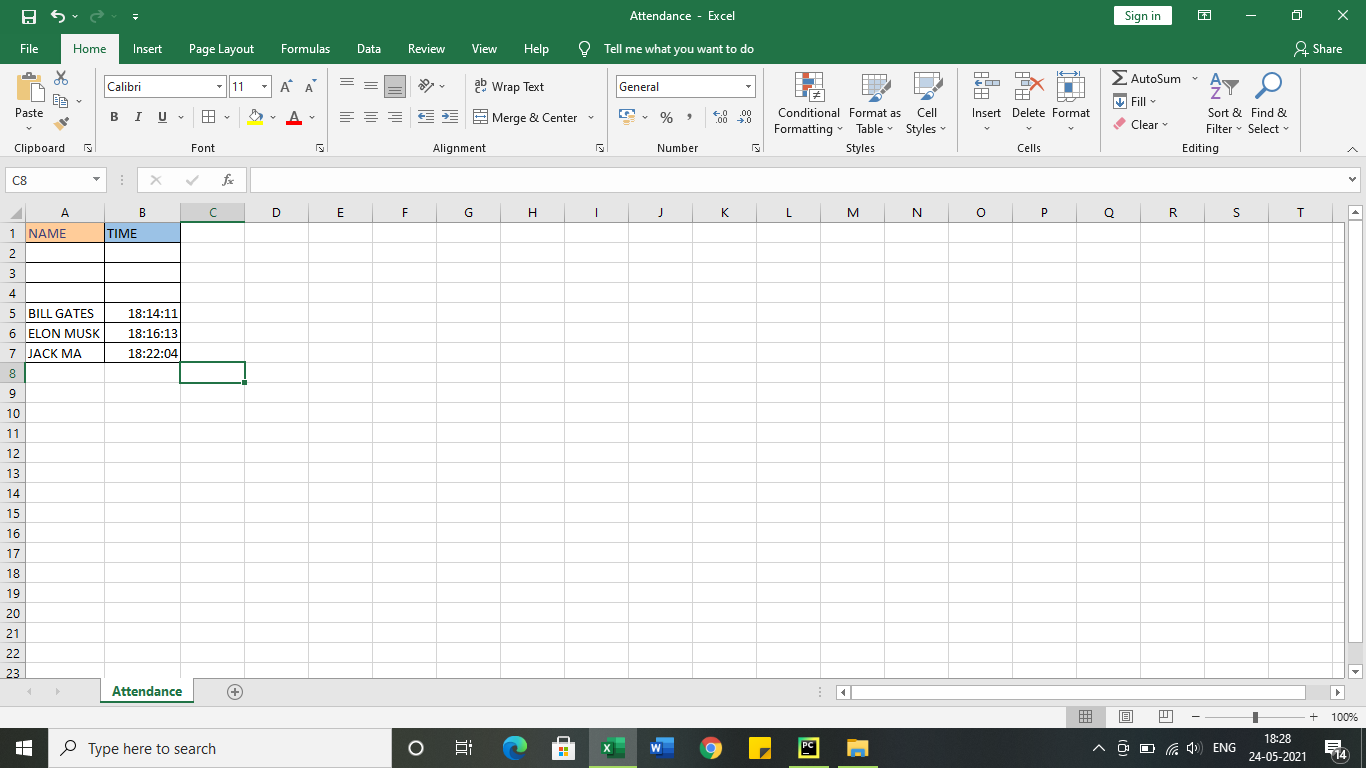 Attendance - Excel
Sign in
File Home Insert Page Layout Formulas Data Review View Help Tell me what you want to do Share
Paste
Clipboard
Calibri 11
B I U
Font
Wrap Text
Merge & Center
Alignment
General
Number
Conditional Formatting
Format as Table
Cell Styles
Styles
Insert Delete Format
Cells
AutoSum
Fill
Clear
Sort & Filter
Find & Select
Editing
C8 fx
A B C D E F G H I J K L M N O P Q R S T
1 NAME TIME
2
3
4
5 BILL GATES 18:14:11
6 ELON MUSK 18:16:13
7 JACK MA 18:22:04
8
9
10
11
12
13
14
15
16
17
18
19
20
21
22
23
Attendance
100%
Type here to search
ENG
18:28
24-05-2021
14